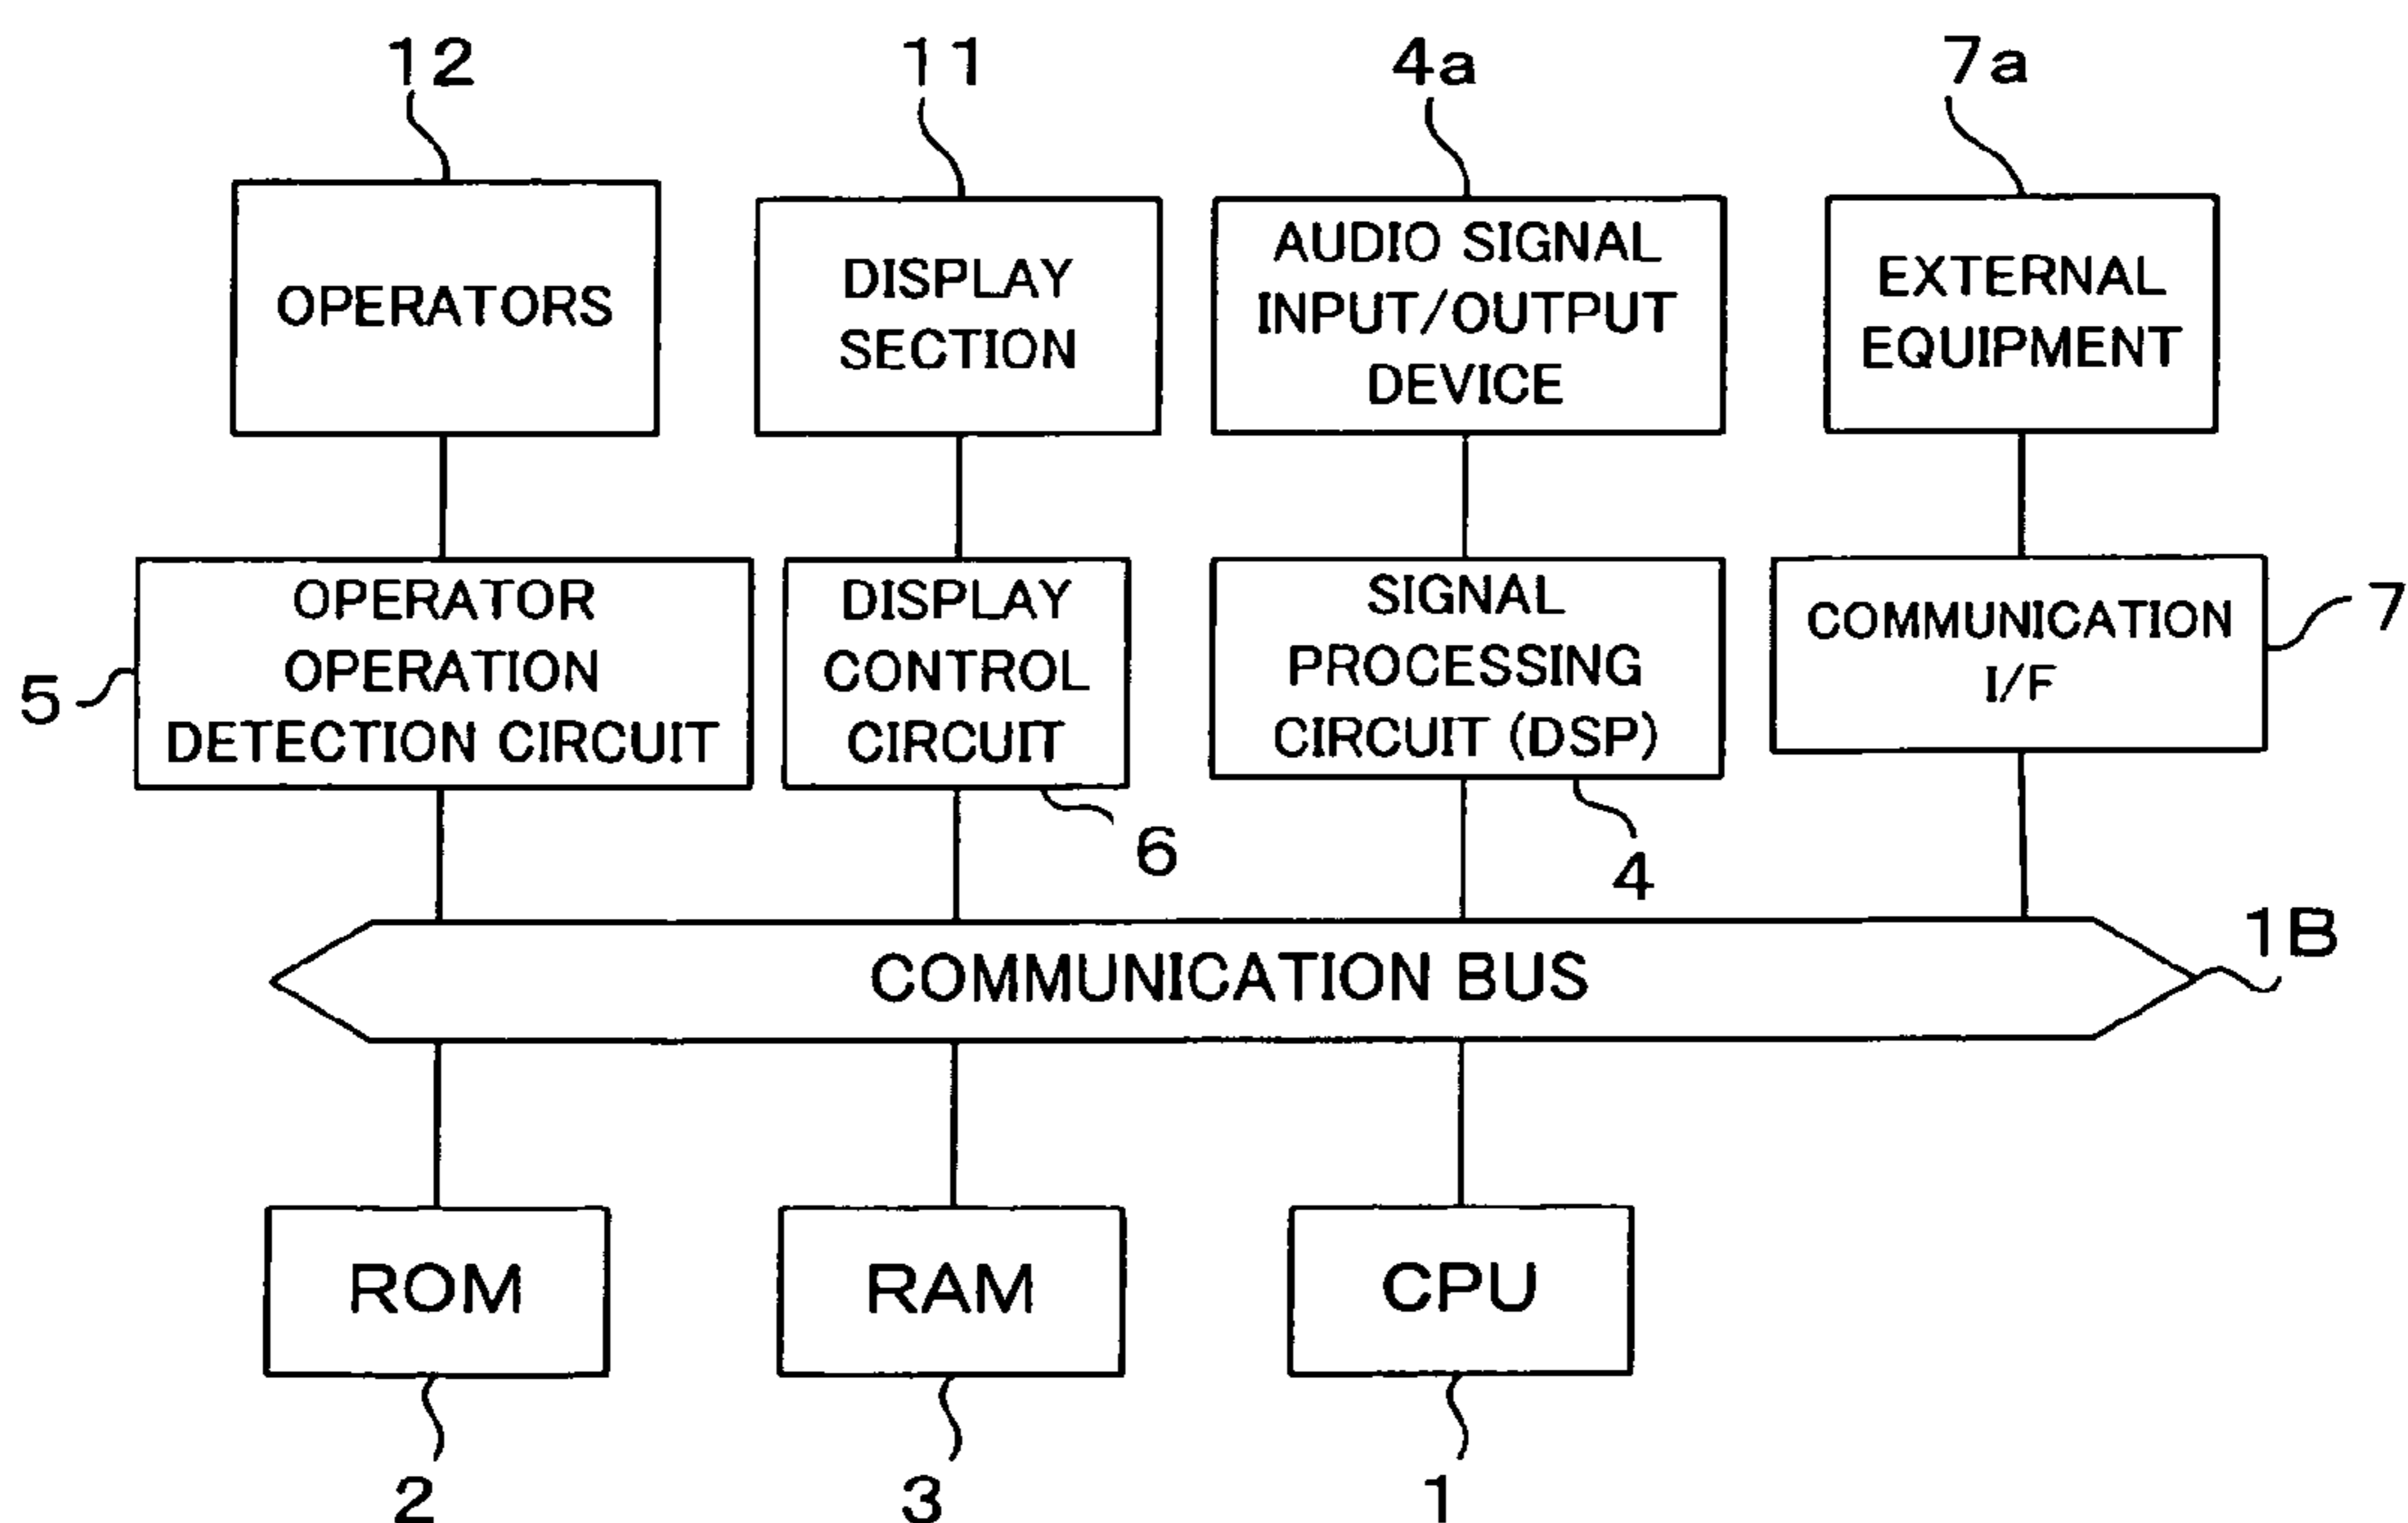 12
11
4a
7a
OPERATORS
DISPLAY
SECTION
AUDIO SIGNAL
INPUT/OUTPUT
DEVICE
EXTERNAL
EQUIPMENT
5
OPERATOR
OPERATION
DETECTION CIRCUIT
DISPLAY
CONTROL
CIRCUIT
6
SIGNAL
PROCESSING
CIRCUIT (DSP)
4
COMMUNICATION
I/F
7
COMMUNICATION BUS
1B
ROM
RAM
CPU
2
3
1